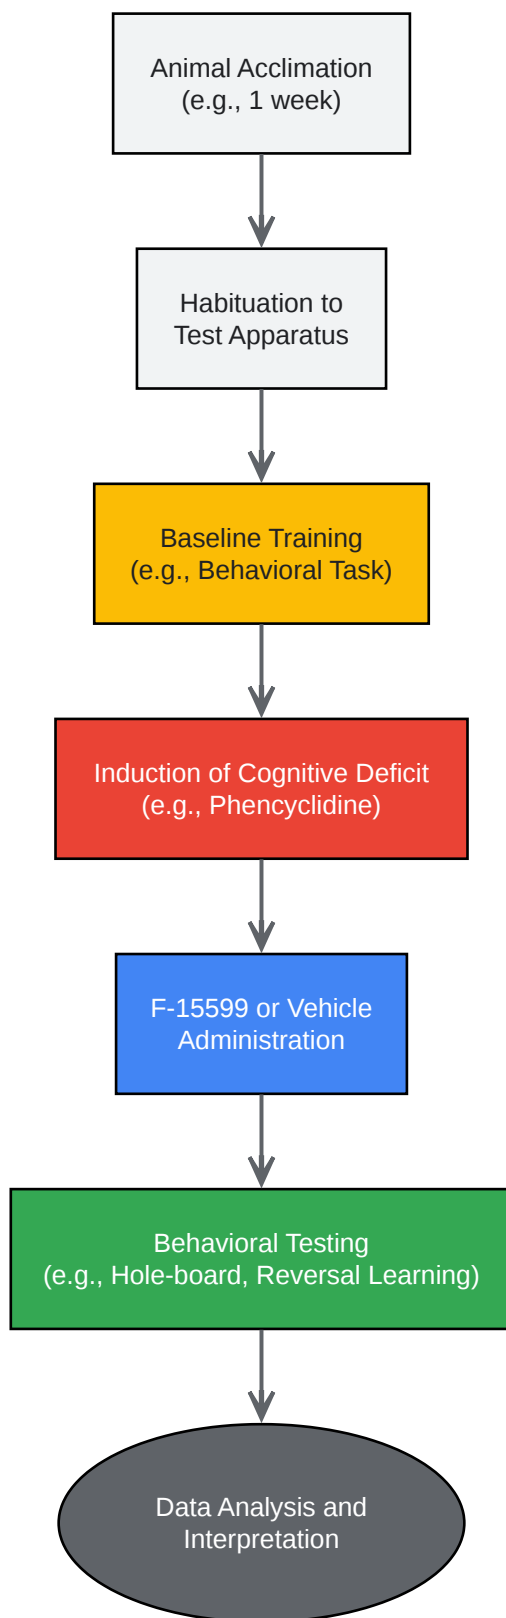 Animal Acclimation
(e.g., 1 week)
Habituation to
Test Apparatus
Baseline Training
(e.g., Behavioral Task)
Induction of Cognitive Deficit
(e.g., Phencyclidine)
F-15599 or Vehicle
Administration
Behavioral Testing
(e.g., Hole-board, Reversal Learning)
Data Analysis and
Interpretation